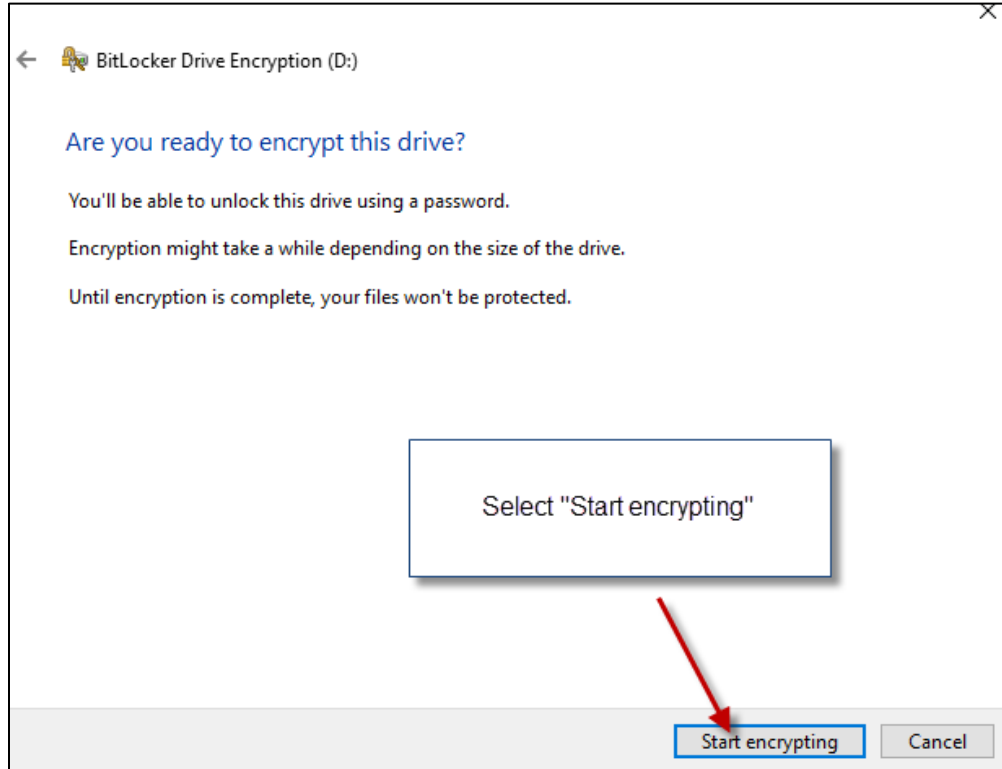 BitLocker Drive Encryption (D:)
Are you ready to encrypt this drive?
You'll be able to unlock this drive using a password.
Encryption might take a while depending on the size of the drive.
Until encryption is complete, your files won't be protected.
Select "Start encrypting"
Start encrypting
Cancel